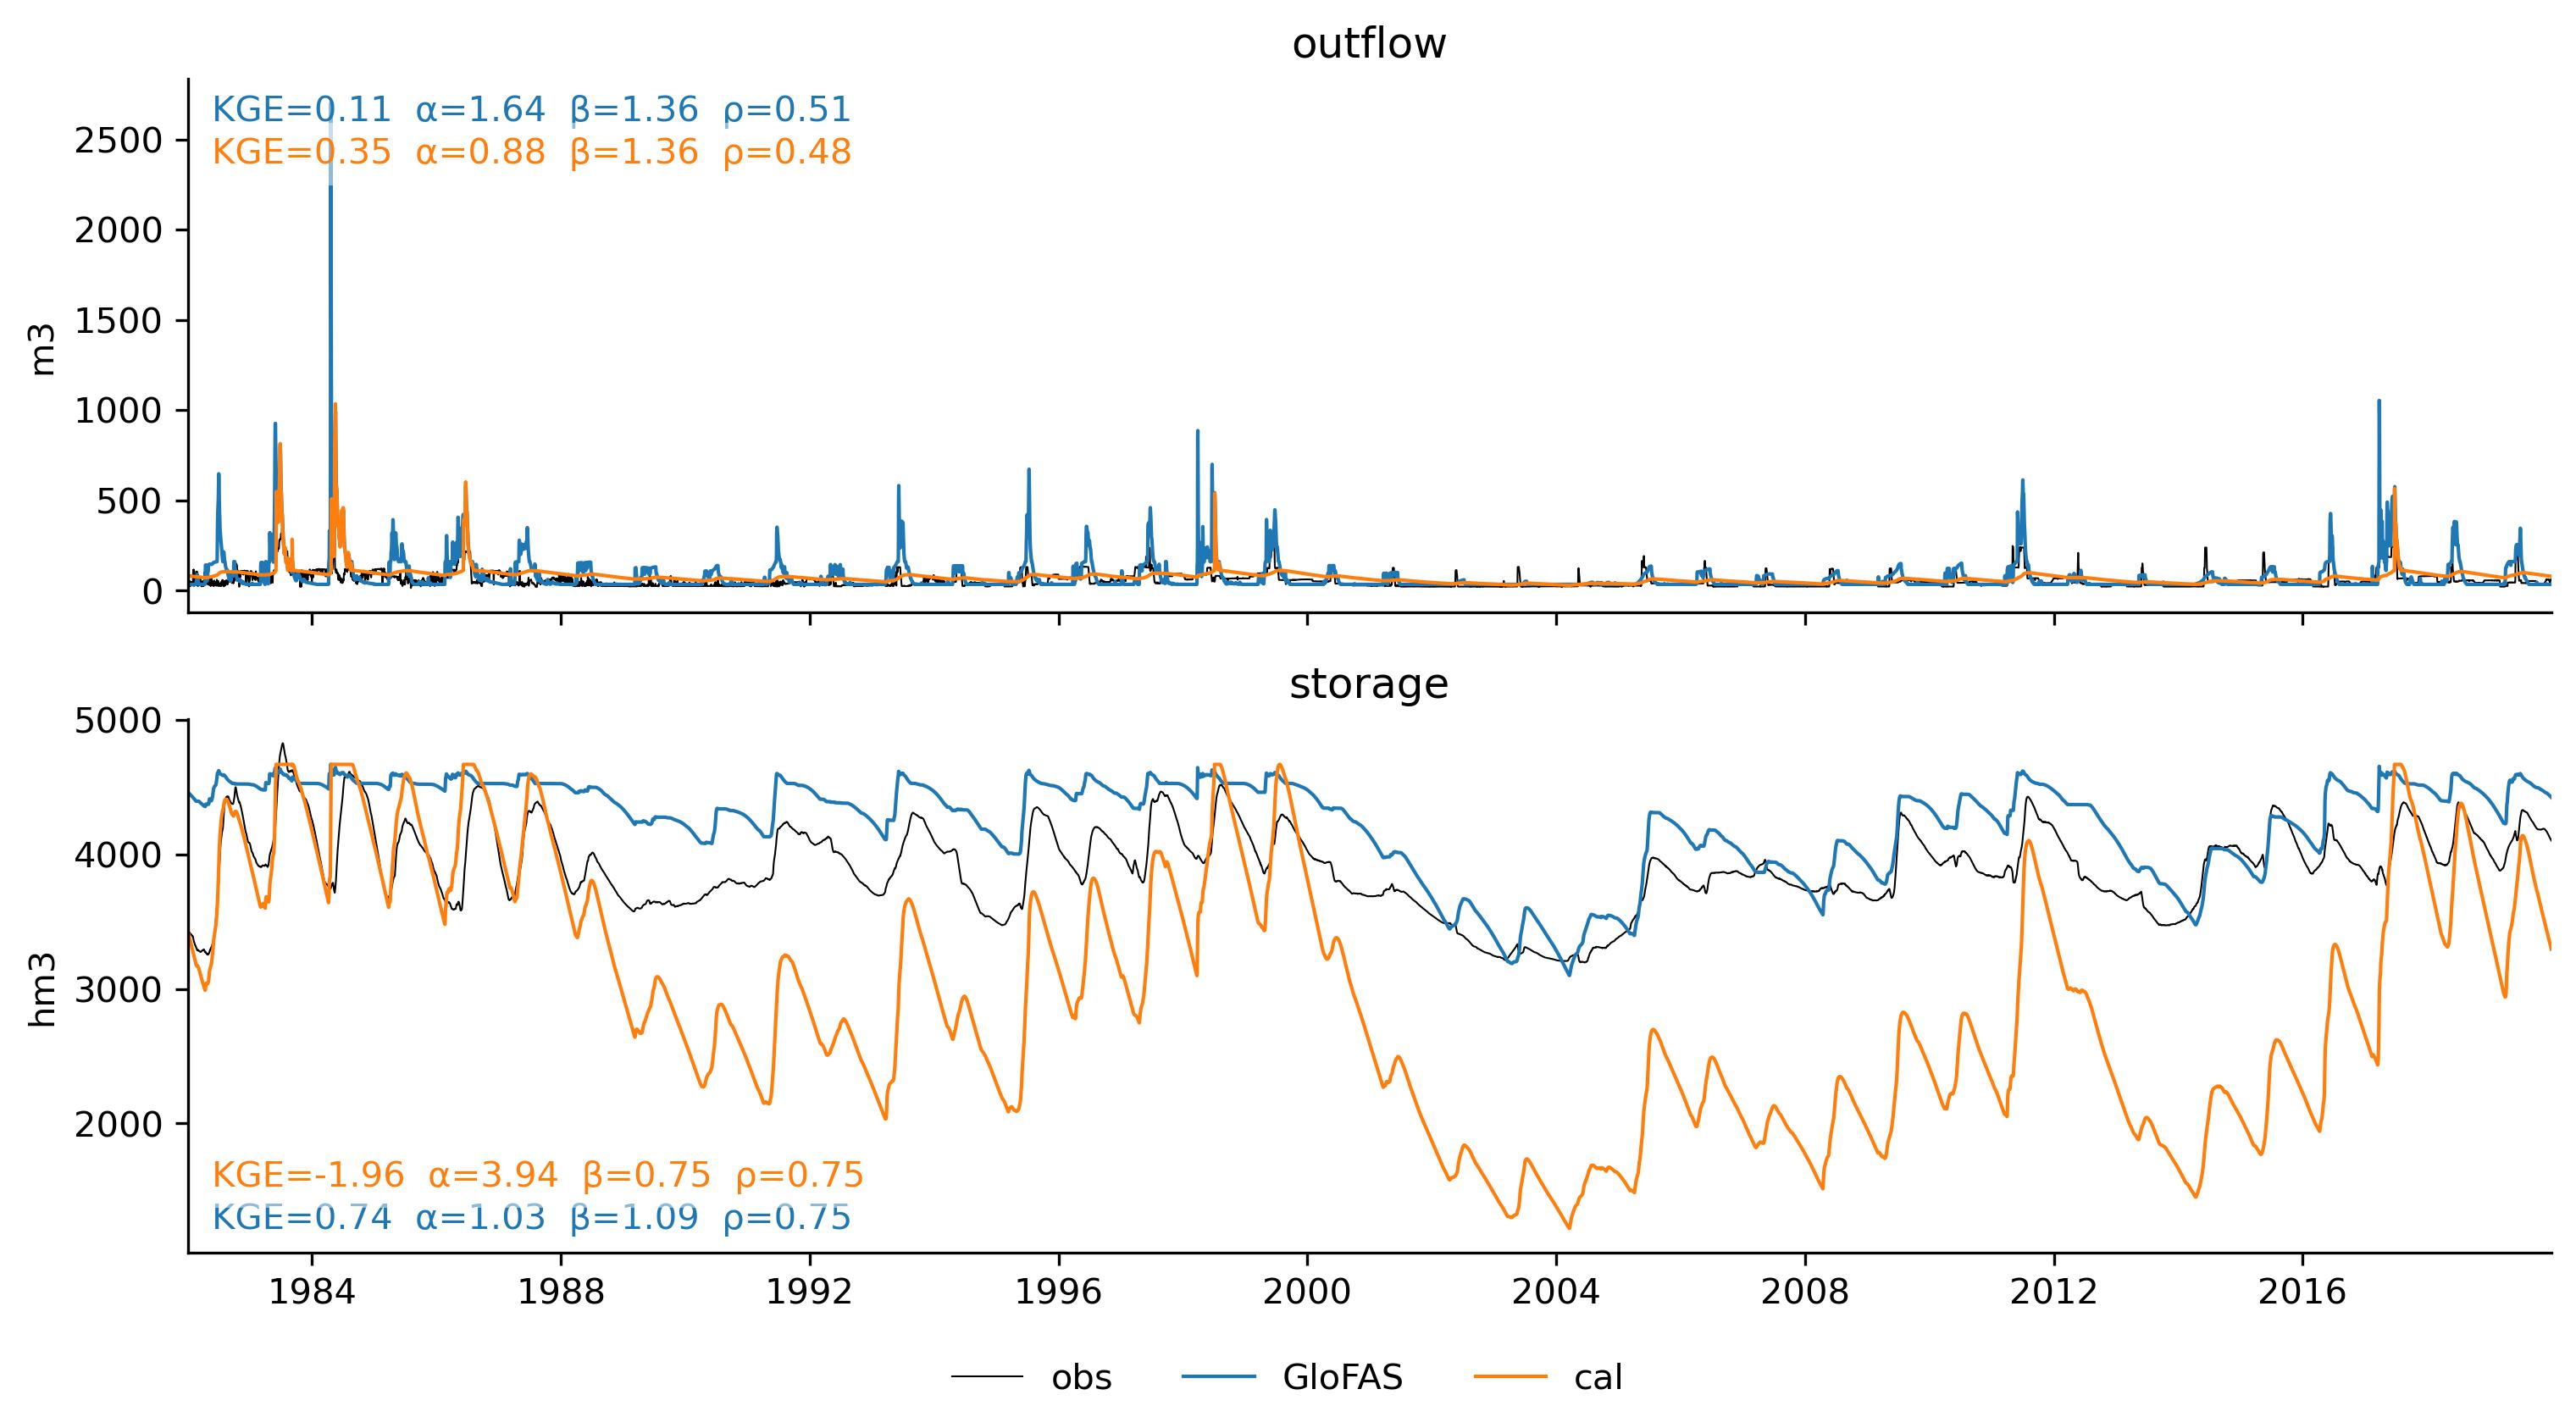 outflow
KGE=0.11 α=1.64 β=1.36 ρ=0.51
KGE=0.35 α=0.88 β=1.36 ρ=0.48
2500
2000
1500
1000
500
0
m3
storage
5000
4000
3000
2000
hm3
KGE=-1.96 α=3.94 β=0.75 ρ=0.75
KGE=0.74 α=1.03 β=1.09 ρ=0.75
1984 1988 1992 1996 2000 2004 2008 2012 2016
obs GloFAS cal